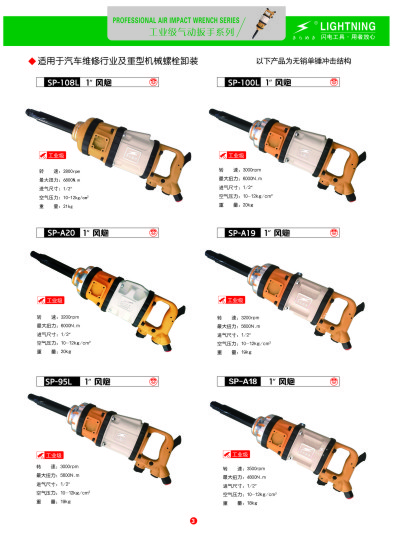 PROFESSIONAL AIR IMPACT WRENCH SERIES
工业级气动扳手系列
LIGHTNING
闪电工具·用者放心
适用于汽车维修行业及重型机械螺栓卸装
以下产品为无销单锤冲击结构
SP-108L 1" 风炮
工业级
转 速:2800rpm
最大扭力:6800N.m
进气尺寸:1/2"
空气压力:10-12kg/cm²
重 量:21kg
SP-100L 1" 风炮
工业级
转 速:3000rpm
最大扭力:6000N.m
进气尺寸:1/2"
空气压力:10-12kg/cm²
重 量:20kg
SP-A20 1" 风炮
工业级
转 速:3200rpm
最大扭力:6000N.m
进气尺寸:1/2"
空气压力:10-12kg/cm²
重 量:20kg
SP-A19 1" 风炮
工业级
转 速:3200rpm
最大扭力:5800N.m
进气尺寸:1/2"
空气压力:10-12kg/cm²
重 量:19kg
SP-95L 1" 风炮
工业级
转 速:3000rpm
最大扭力:5800N.m
进气尺寸:1/2"
空气压力:10-12kg/cm²
重 量:19kg
SP-A18 1" 风炮
工业级
转 速:3500rpm
最大扭力:4800N.m
进气尺寸:1/2"
空气压力:10-12kg/cm²
重 量:18kg
3